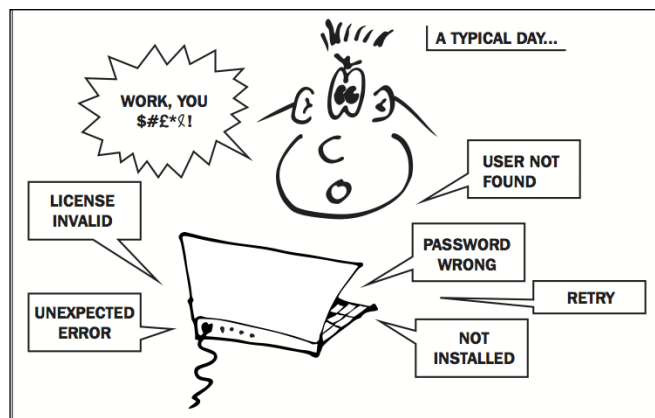 A TYPICAL DAY...
WORK, YOU
$#£*&!
USER NOT
FOUND
LICENSE
INVALID
PASSWORD
WRONG
RETRY
UNEXPECTED
ERROR
NOT
INSTALLED